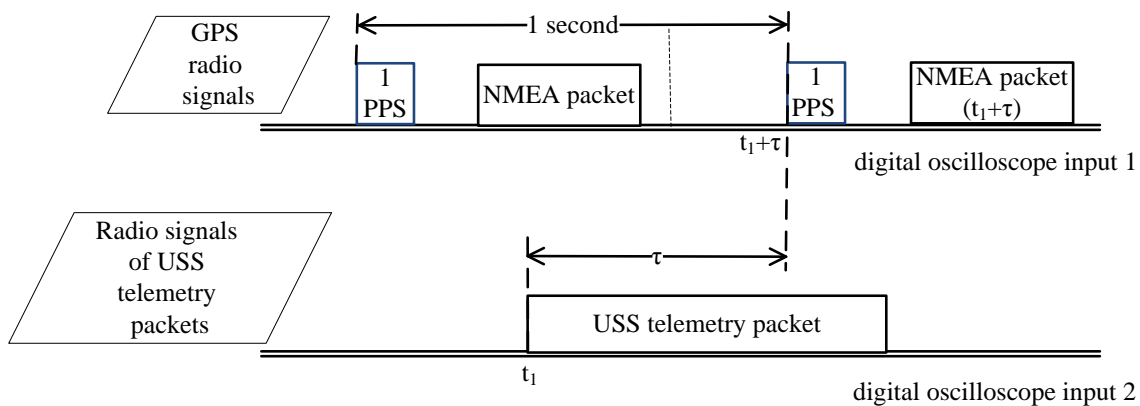 GPS
radio
signals
1 second
1
PPS
NMEA packet
1
PPS
NMEA packet
(t₁+τ)
t₁+τ
digital oscilloscope input 1
Radio signals
of USS
telemetry
packets
τ
USS telemetry packet
t₁
digital oscilloscope input 2